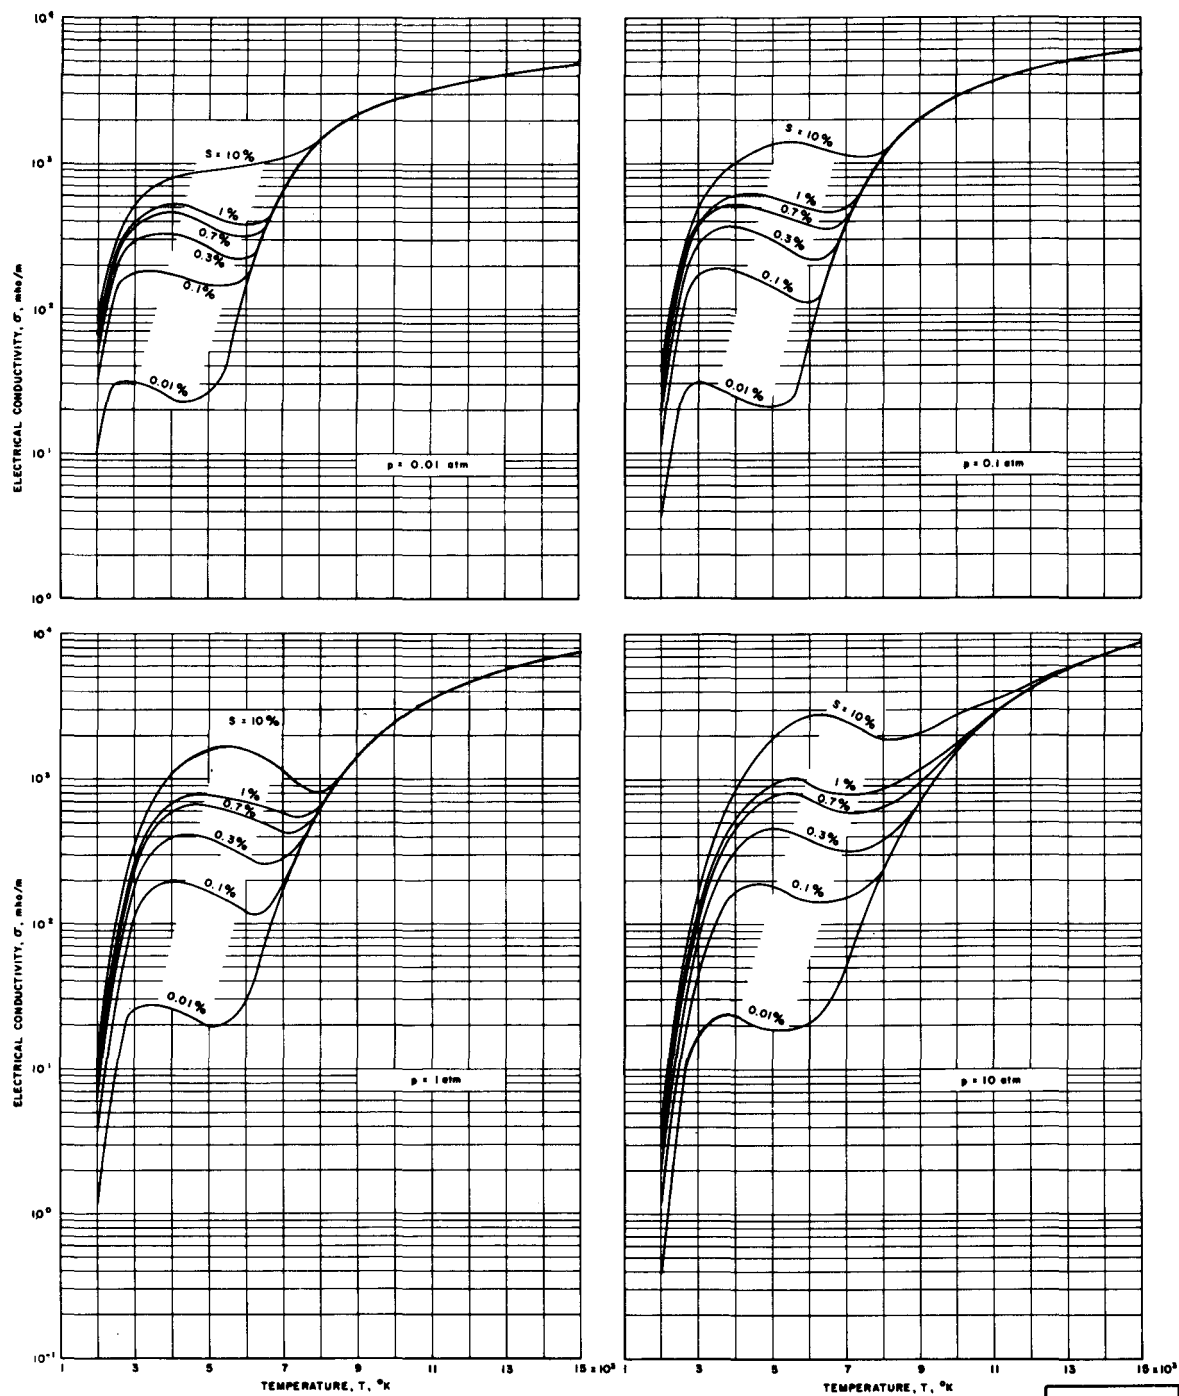 10⁴
10³
10²
10¹
10⁰
ELECTRICAL CONDUCTIVITY, σ, mho/m
S = 10%
1%
0.7%
0.3%
0.1%
0.01%
p = 0.01 atm
S = 10%
1%
0.7%
0.3%
0.1%
0.01%
p = 0.1 atm
10⁴
10³
10²
10¹
10⁰
10⁻¹
ELECTRICAL CONDUCTIVITY, σ, mho/m
S = 10%
1%
0.7%
0.3%
0.1%
0.01%
p = 1 atm
1 3 5 7 9 11 13 15 x 10³
TEMPERATURE, T, °K
S = 10%
1%
0.7%
0.3%
0.1%
0.01%
p = 10 atm
1 3 5 7 9 11 13 15 x 10³
TEMPERATURE, T, °K